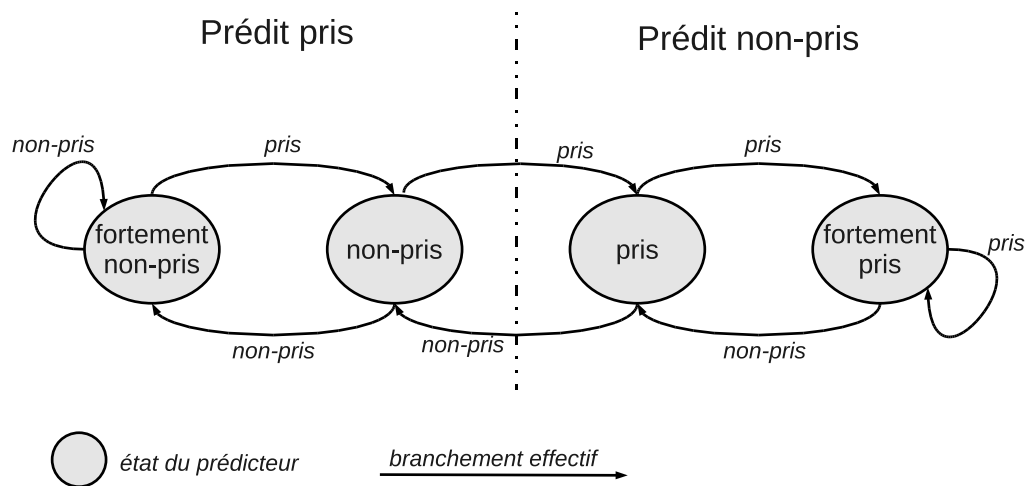 Prédit pris
Prédit non-pris
non-pris
pris
pris
pris
fortement
non-pris
non-pris
pris
fortement
pris
pris
non-pris
non-pris
non-pris
état du prédicteur
branchement effectif